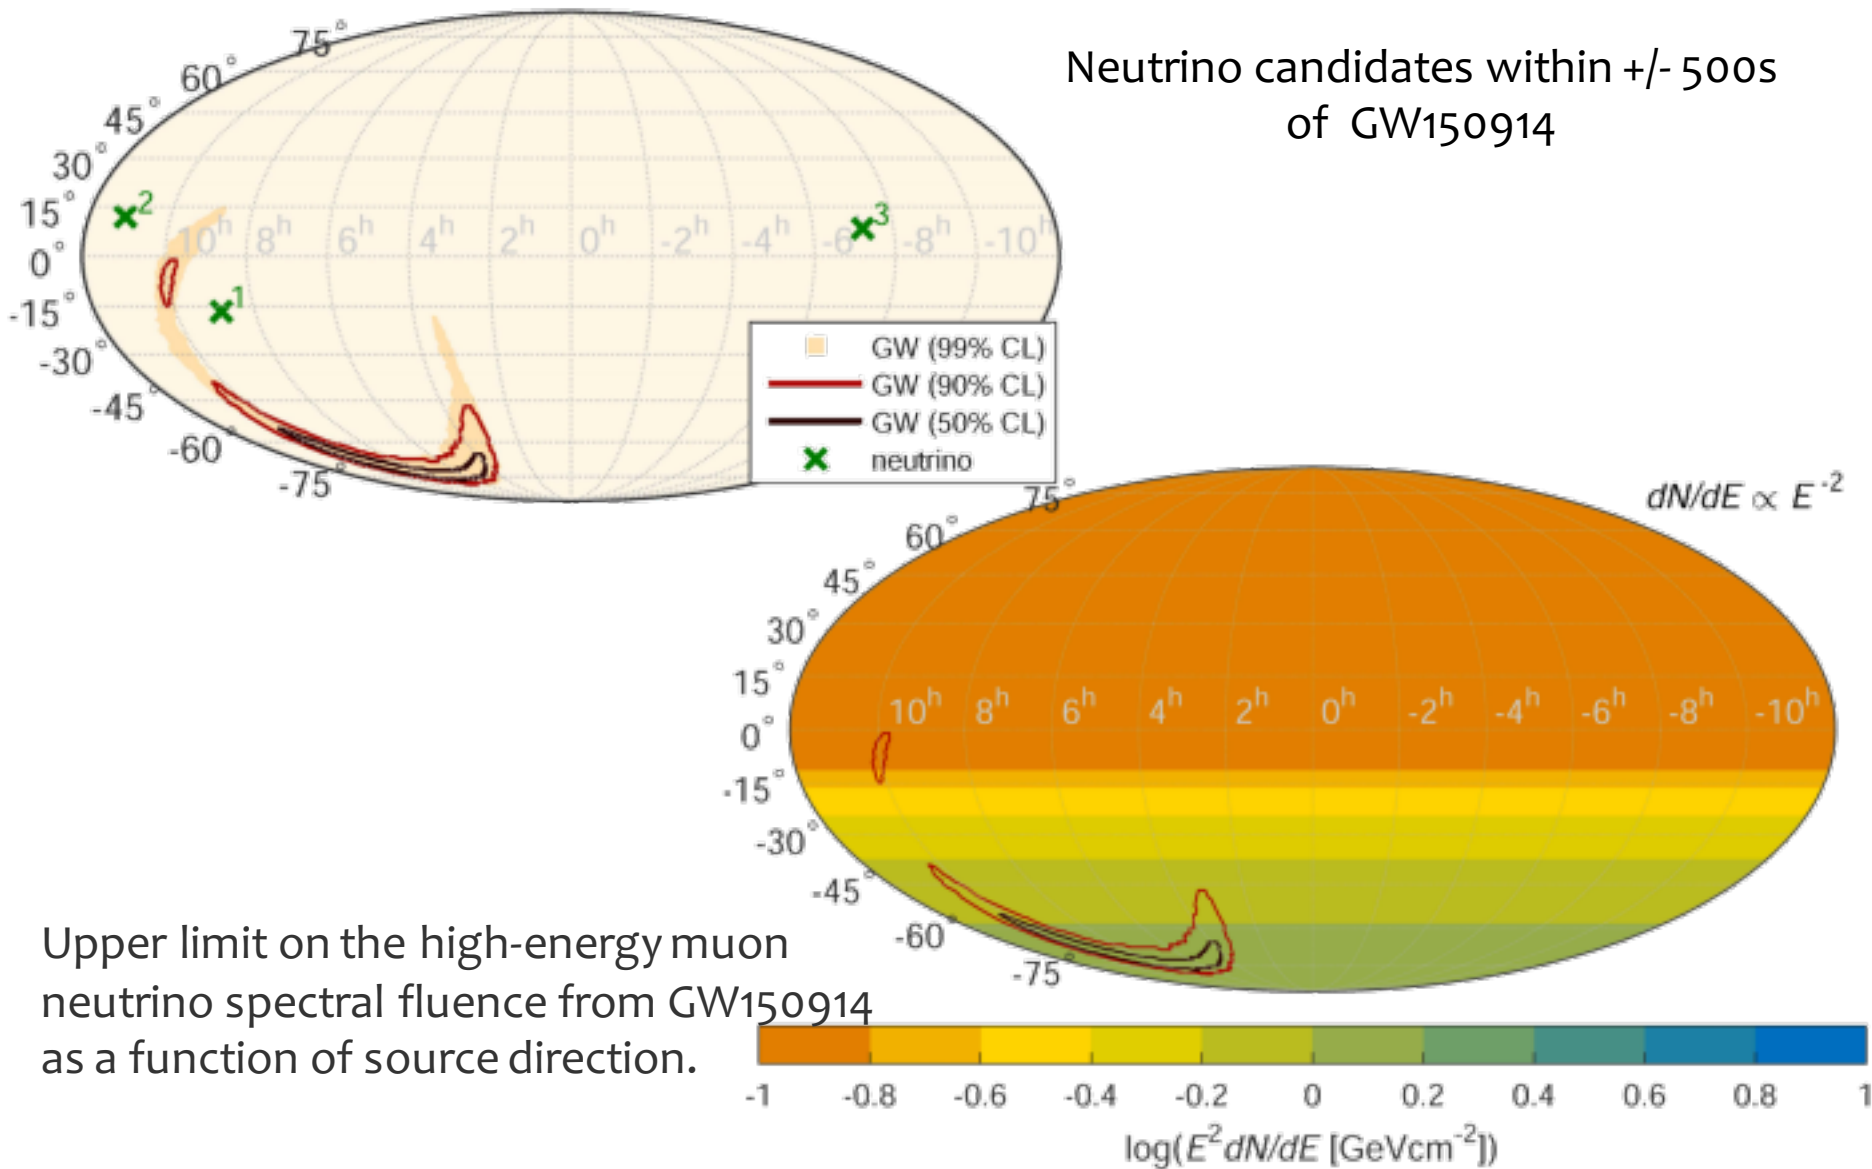 Neutrino candidates within +/- 500s
of GW150914
75°
60°
45°
30°
15°
0°
-15°
-30°
-45°
-60°
-75°
10h 8h 6h 4h 2h 0h -2h -4h -6 -8h -10h
2
3
1
GW (99% CL)
GW (90% CL)
GW (50% CL)
neutrino
dN/dE ∝ E-2
75°
60°
45°
30°
15°
0°
-15°
-30°
-45°
-60°
-75°
10h 8h 6h 4h 2h 0h -2h -4h -6h -8h -10h
Upper limit on the high-energy muon
neutrino spectral fluence from GW150914
as a function of source direction.
-1 -0.8 -0.6 -0.4 -0.2 0 0.2 0.4 0.6 0.8 1
log(E2dN/dE [GeVcm-2])